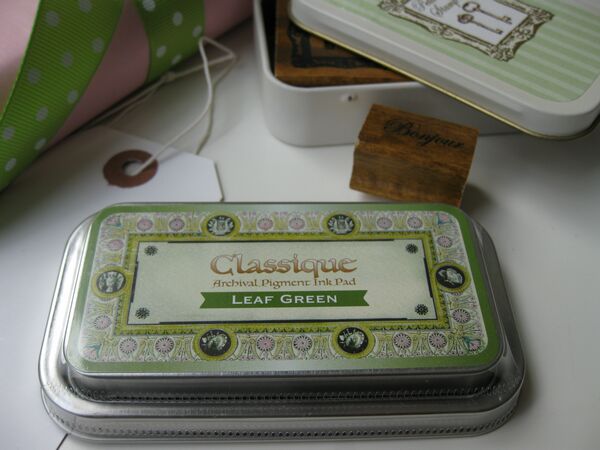 Bonjour
Classique
Archival Pigment Ink Pad
LEAF GREEN